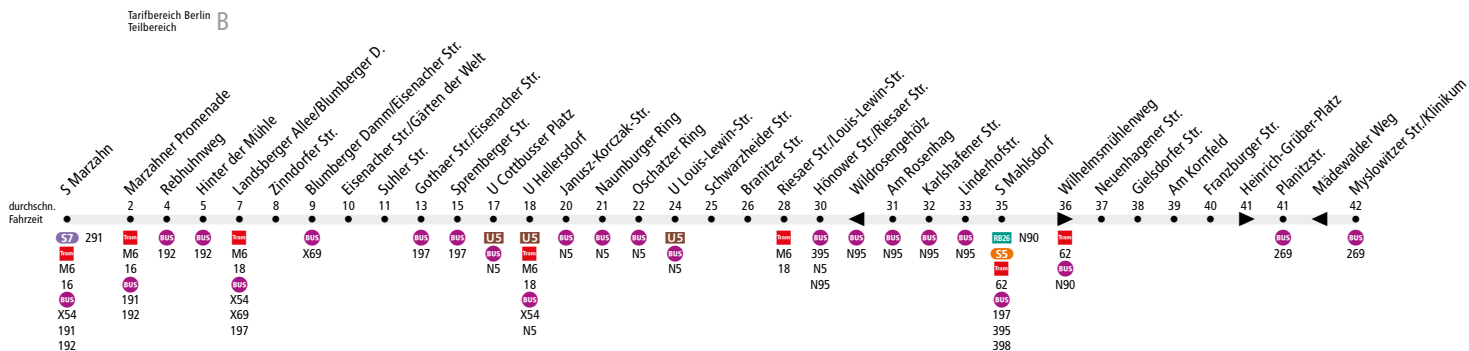 Tarifbereich Berlin
Teilbereich
B
S Marzahn
Marzahner Promenade
Rebhuhnweg
Hinter der Mühle
Landsberger Allee/Blumberger D.
Zinndorfer Str.
Blumberger Damm/Eisenacher Str.
Eisenacher Str./Gärten der Welt
Suhler Str.
Gothaer Str./Eisenacher Str.
Spremberger Str.
U Cottbusser Platz
U Hellersdorf
Janusz-Korczak-Str.
Naumburger Ring
Oschatzer Ring
U Louis-Lewin-Str.
Schwarzheider Str.
Branitzer Str.
Riesaer Str./Louis-Lewin-Str.
Hönower Str./Riesaer Str.
Wildrosengehölz
Am Rosenhag
Karlshafener Str.
Lindenhofstr.
S Mahlsdorf
Wilhelmsmühlenweg
Neuenhagener Str.
Gielsdorfer Str.
Am Kornfeld
Franzburger Str.
Heinrich-Grüber-Platz
Planitzstr.
Mädewalder Weg
Myslowitzer Str./Klinikum
durchschn.
Fahrzeit
2 4 5 7 8 9 10 11 13 15 17 18 20 21 22 24 25 26 28 30 31 32 33 35 36 37 38 39 40 41 41 42
S7 291
Tram
M6
16
BUS
X54
191
192
Tram
M6
16
BUS
191
192
BUS
192
BUS
192
Tram
M6
18
BUS
X54
X69
197
BUS
X69
BUS
197
BUS
197
U5
BUS
N5
U5
Tram
M6
18
BUS
X54
N5
BUS
N5
BUS
N5
BUS
N5
U5
BUS
N5
Tram
M6
18
BUS
395
N5
N95
BUS
N95
BUS
N95
BUS
N95
BUS
N95
RB26 N90
S5
Tram
62
BUS
197
395
398
Tram
62
BUS
N90
BUS
269
BUS
269